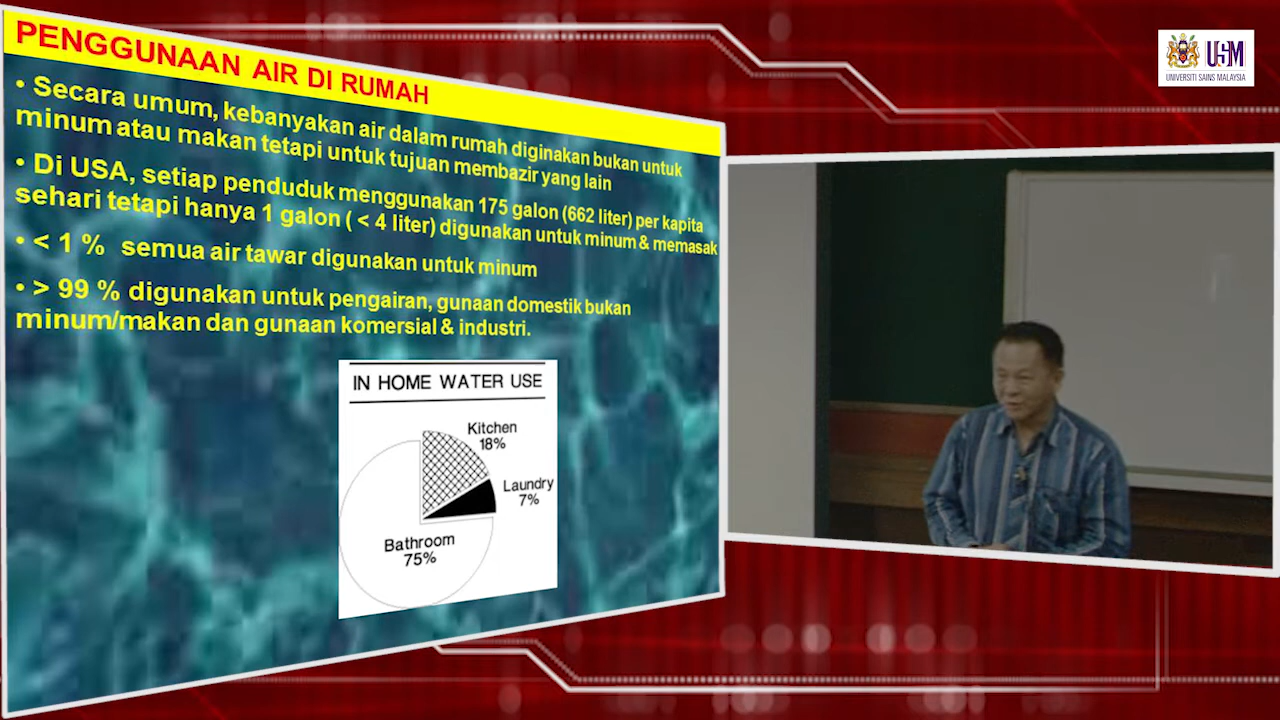 PENGGUNAAN AIR DI RUMAH
• Secara umum, kebanyakan air dalam rumah diginakan bukan untuk
minum atau makan tetapi untuk tujuan membazir yang lain
• Di USA, setiap penduduk menggunakan 175 galon (662 liter) per kapita
sehari tetapi hanya 1 galon ( < 4 liter) digunakan untuk minum & memasak
• < 1 % semua air tawar digunakan untuk minum
• > 99 % digunakan untuk pengairan, gunaan domestik bukan
minum/makan dan gunaan komersial & industri.
IN HOME WATER USE
Kitchen
18%
Laundry
7%
Bathroom
75%
USM
UNIVERSITI SAINS MALAYSIA